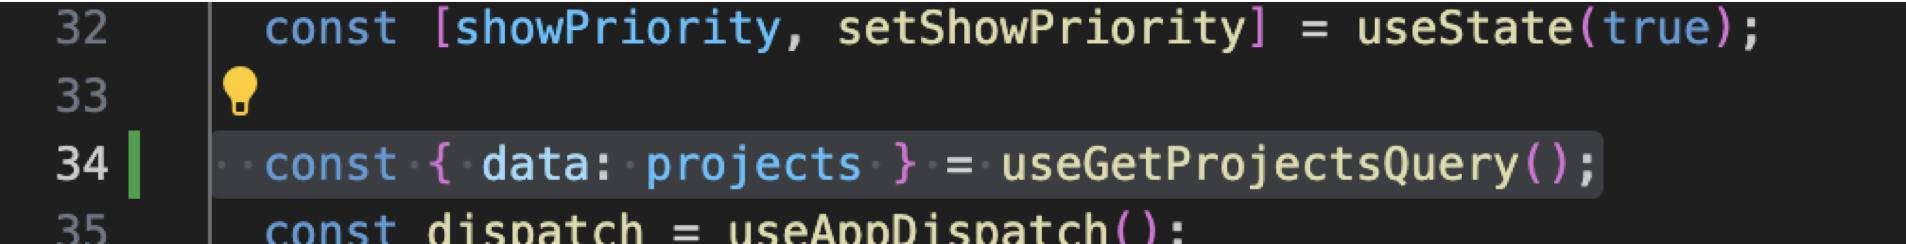 32 const [showPriority, setShowPriority] = useState(true);
33
34 const { data: projects } = useGetProjectsQuery();
35 const dispatch = useAppDispatch();